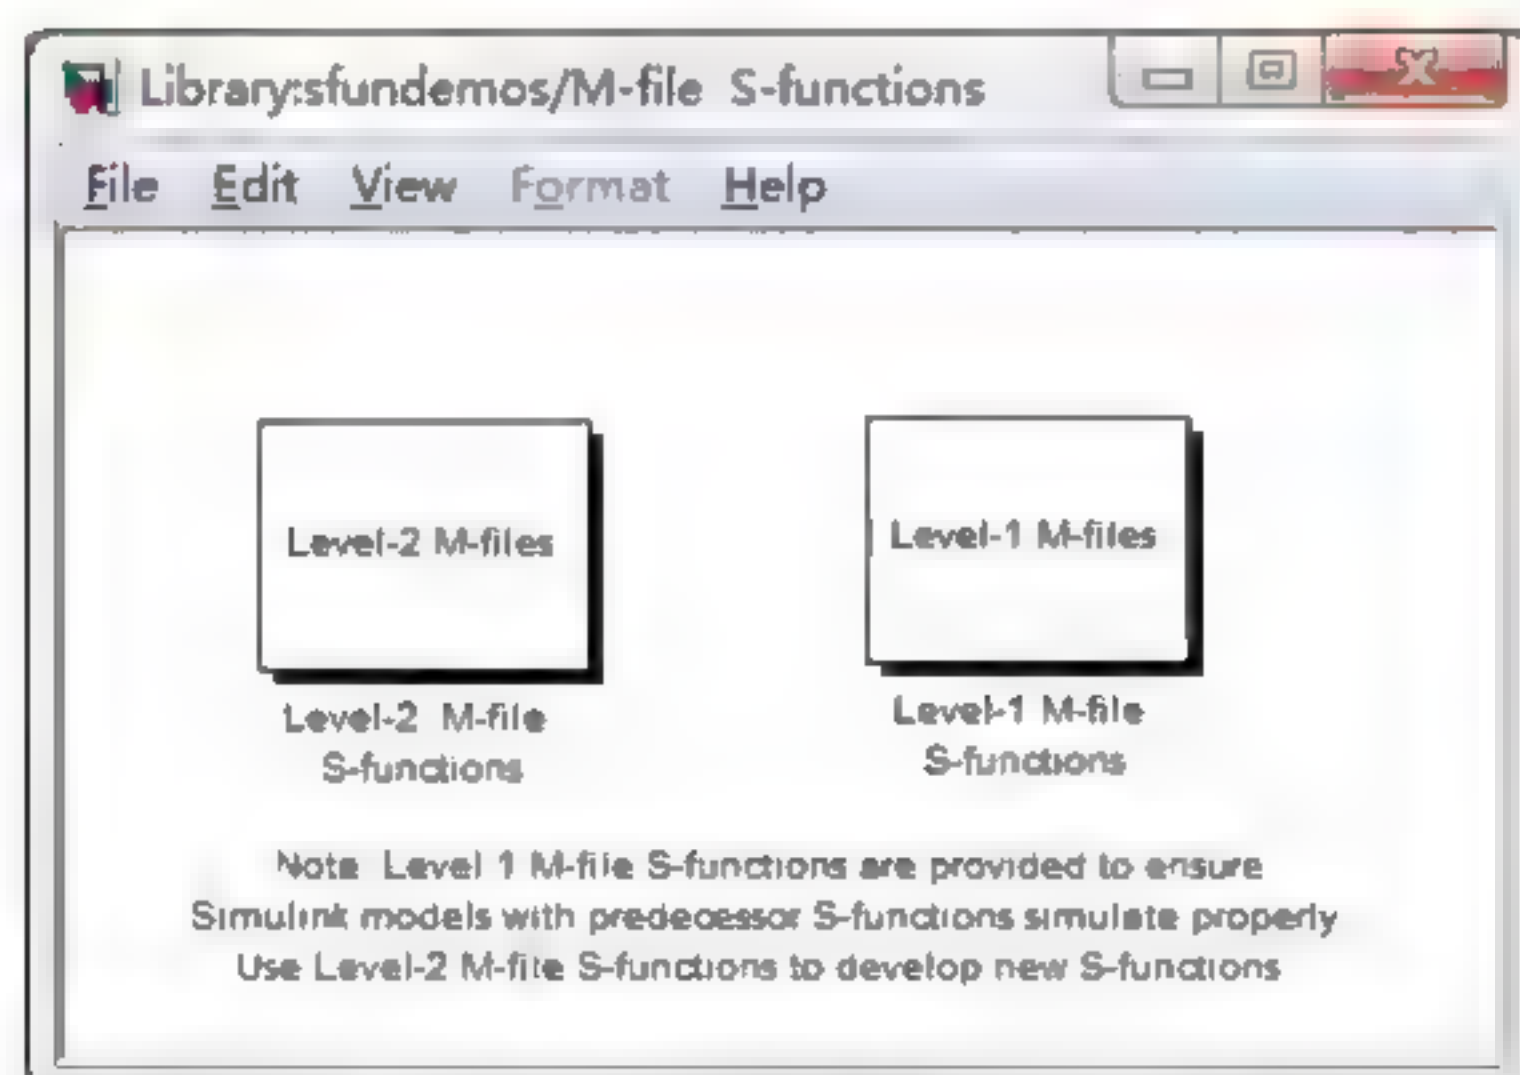 Library:sfundemos/M-file S-functions
File Edit View Format Help
Level-2 M-files
Level-1 M-files
Level-2 M-file
S-functions
Level-1 M-file
S-functions
Note Level 1 M-file S-functions are provided to ensure
Simulink models with predecessor S-functions simulate properly
Use Level-2 M-file S-functions to develop new S-functions